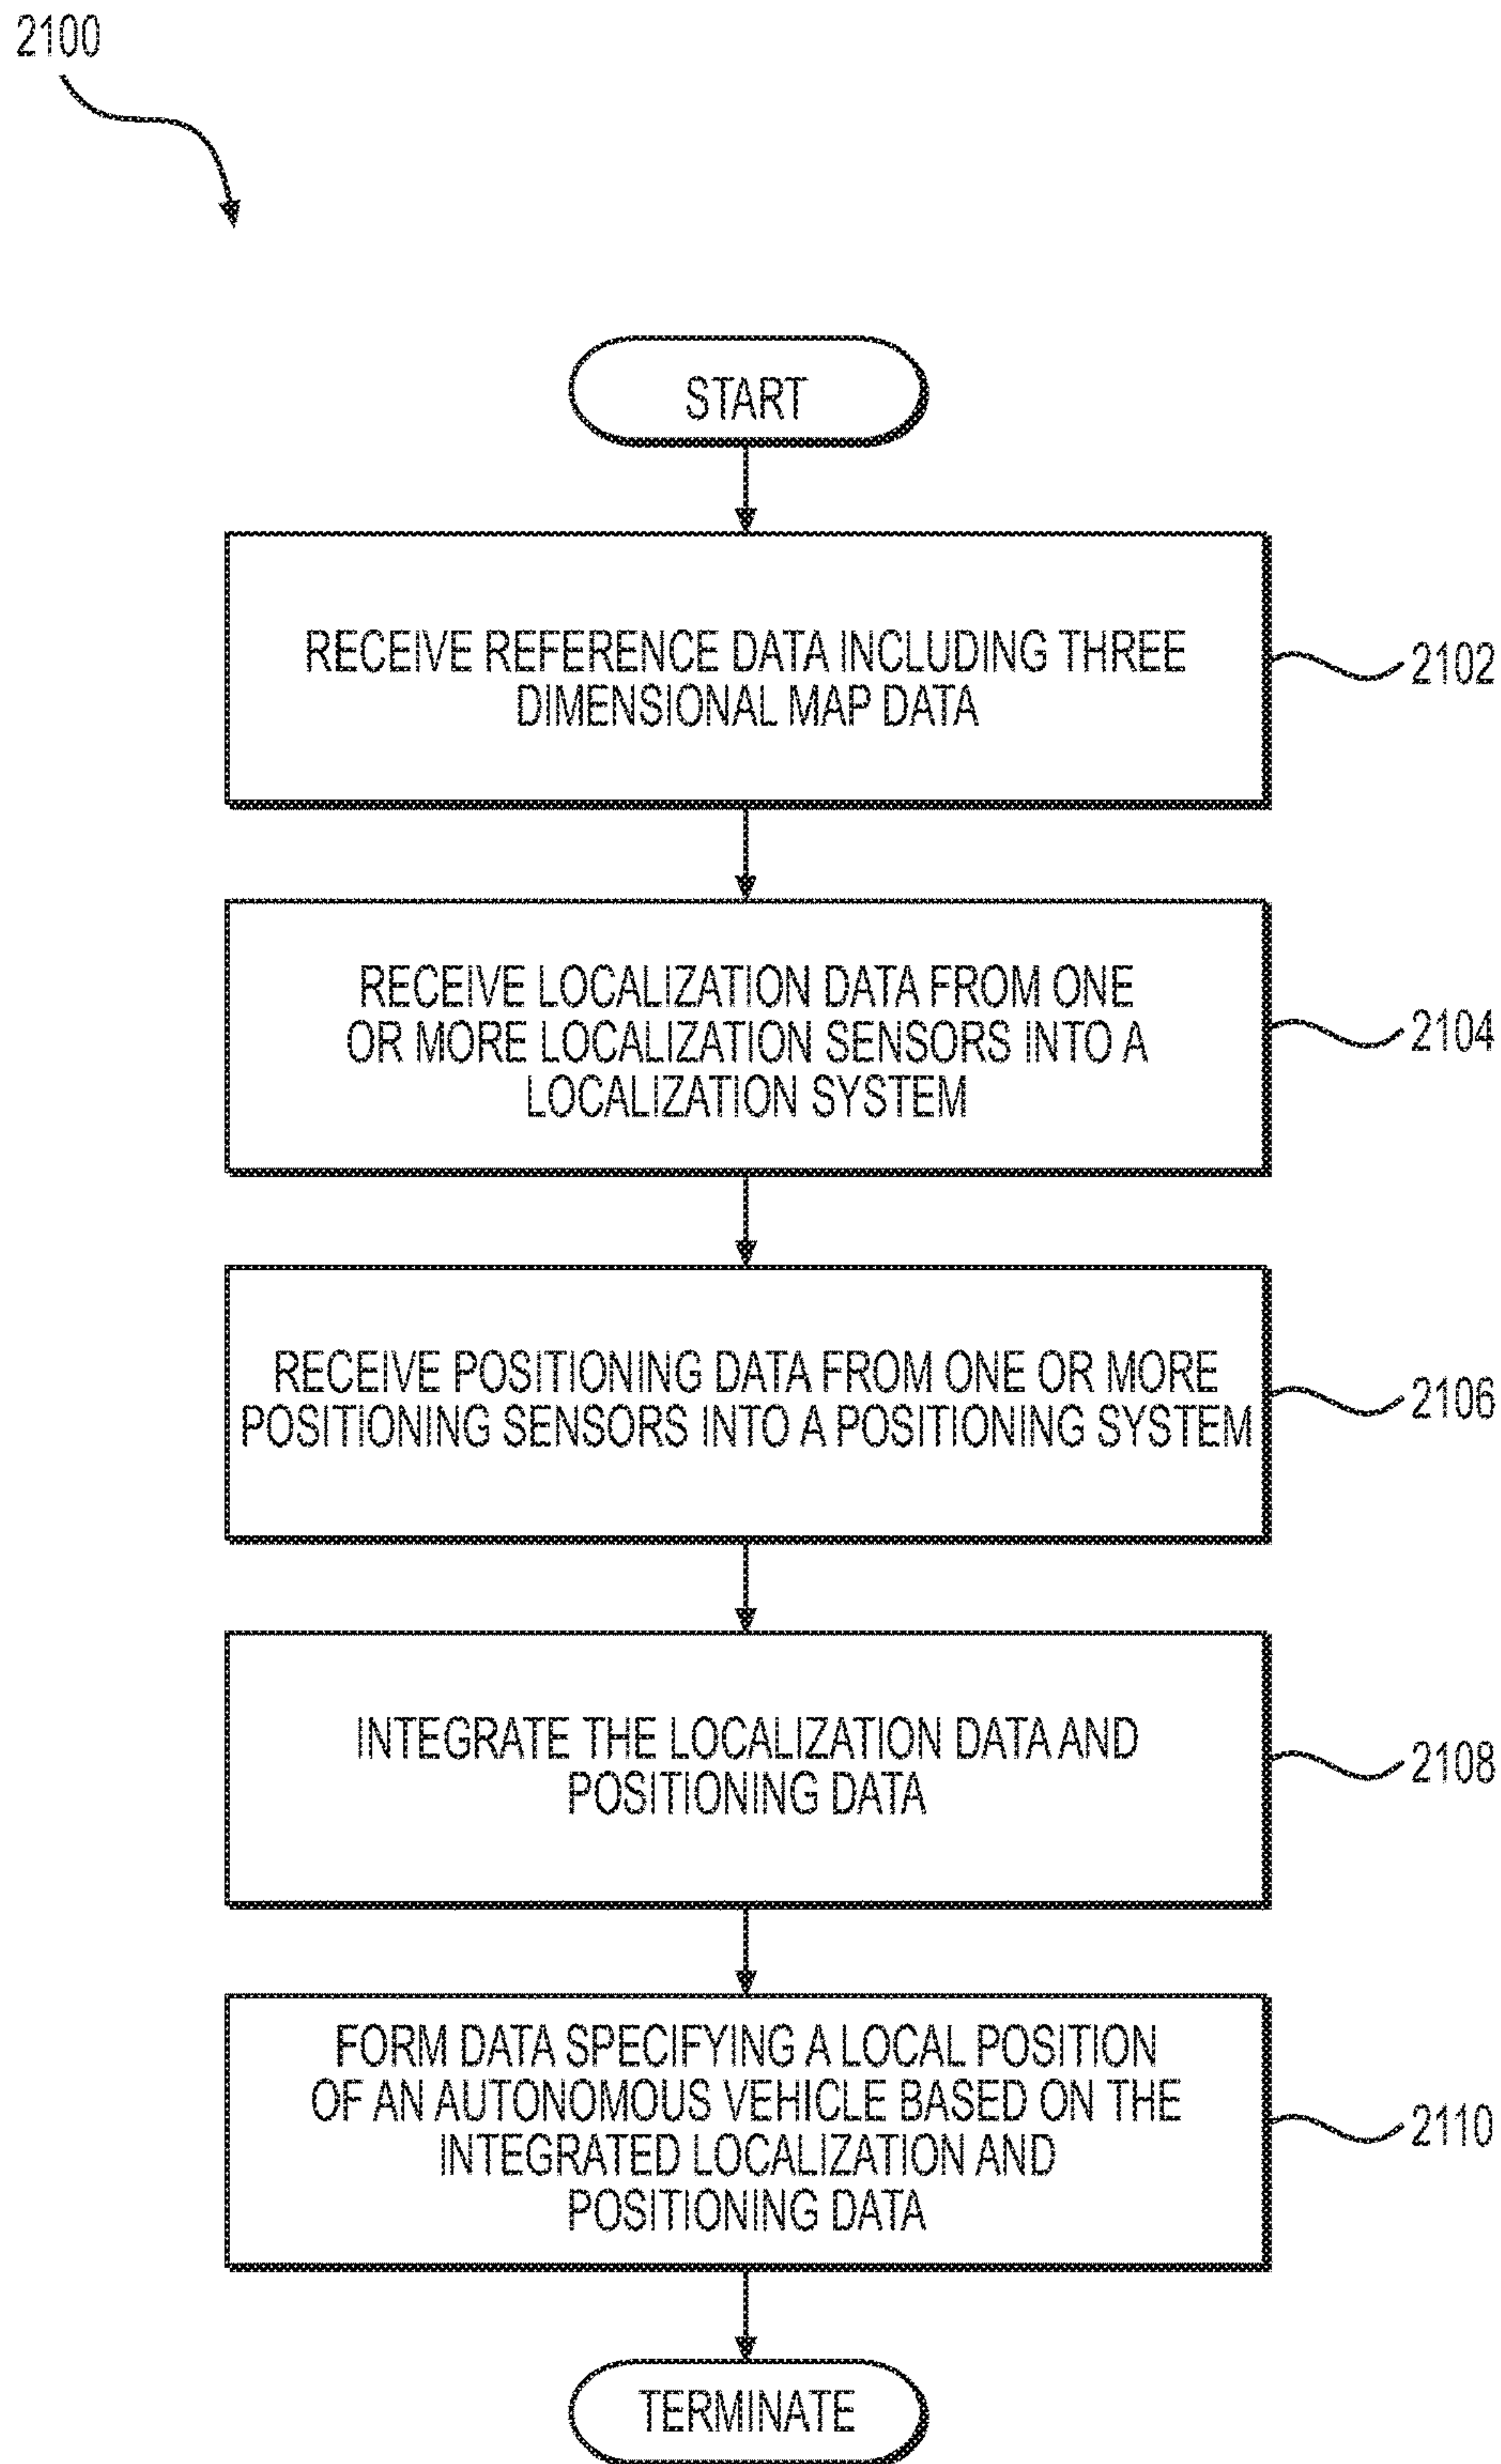 2100
START
RECEIVE REFERENCE DATA INCLUDING THREE
DIMENSIONAL MAP DATA
2102
RECEIVE LOCALIZATION DATA FROM ONE
OR MORE LOCALIZATION SENSORS INTO A
LOCALIZATION SYSTEM
2104
RECEIVE POSITIONING DATA FROM ONE OR MORE
POSITIONING SENSORS INTO A POSITIONING SYSTEM
2106
INTEGRATE THE LOCALIZATION DATA AND
POSITIONING DATA
2108
FORM DATA SPECIFYING A LOCAL POSITION
OF AN AUTONOMOUS VEHICLE BASED ON THE
INTEGRATED LOCALIZATION AND
POSITIONING DATA
2110
TERMINATE